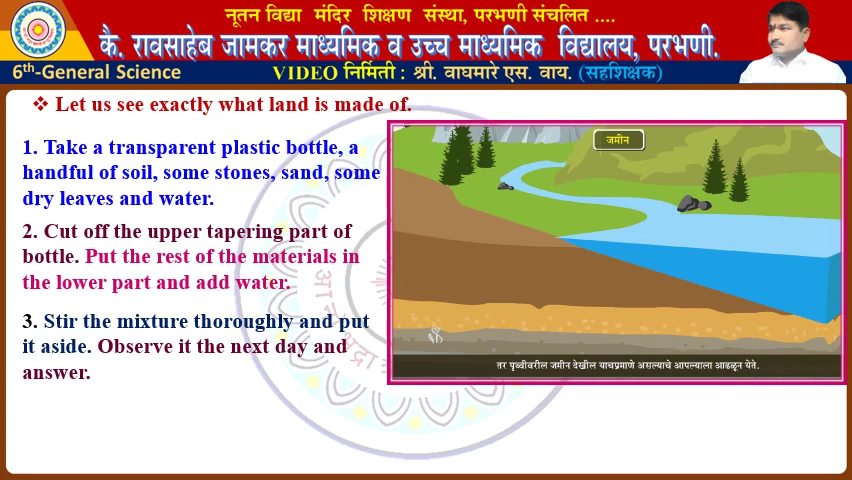 नूतन विद्या मंदिर शिक्षण संस्था, परभणी संचलित ....
कै. रावसाहेब जामकर माध्यमिक व उच्च माध्यमिक विद्यालय, परभणी.
6th-General Science
VIDEO निर्मिती : श्री. वाघमारे एस. वाय. (सहशिक्षक)
❖ Let us see exactly what land is made of.
1. Take a transparent plastic bottle, a
handful of soil, some stones, sand, some
dry leaves and water.
2. Cut off the upper tapering part of
bottle. Put the rest of the materials in
the lower part and add water.
3. Stir the mixture thoroughly and put
it aside. Observe it the next day and
answer.
जमीन
तर पृथ्वीवरील जमीन देखील याचप्रमाणे असल्याचे आपल्याला आढळून येते.